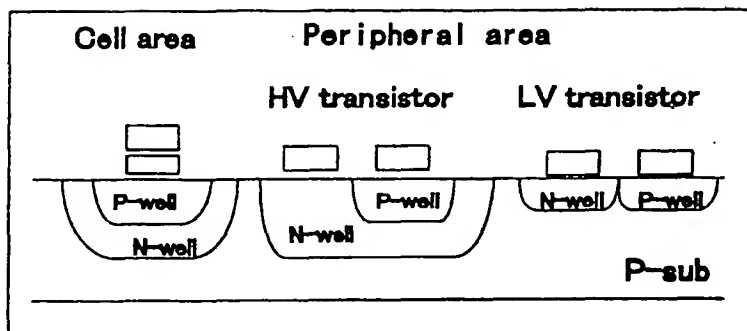 Cell area
Peripheral area
HV transistor
LV transistor
P-well
N-well
N-well
P-well
N-well
P-well
P-sub